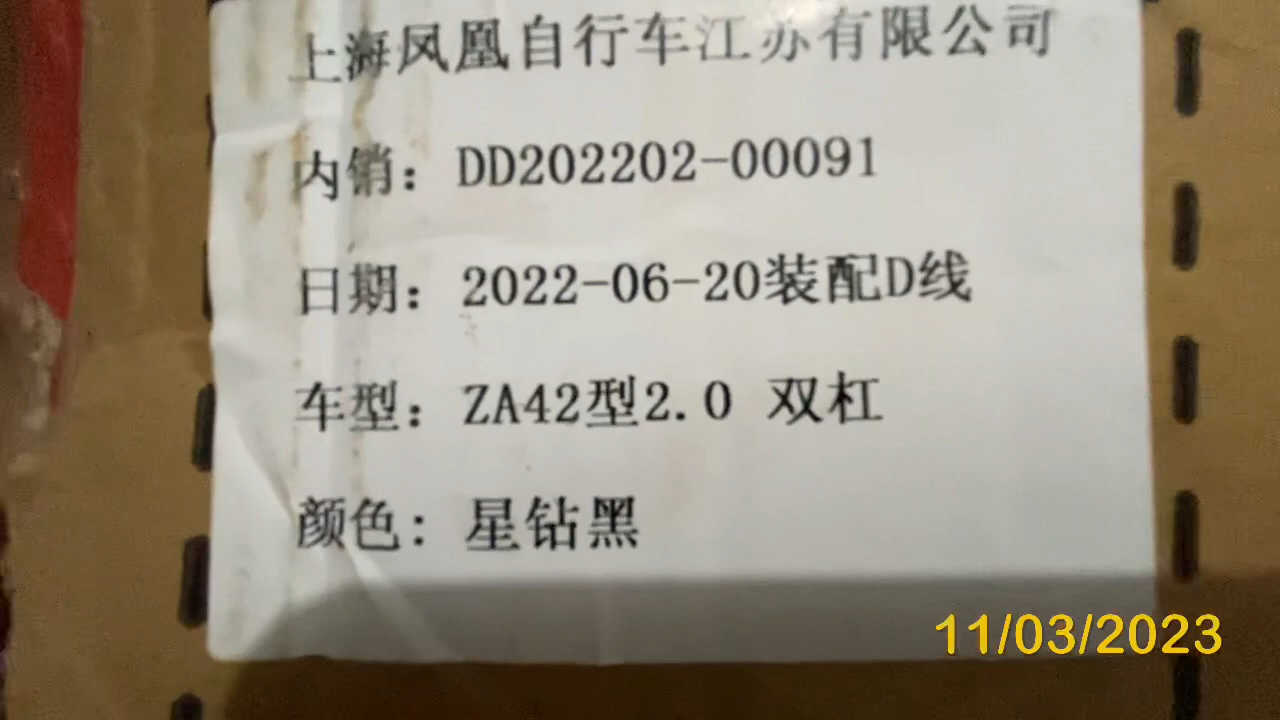 上海凤凰自行车江苏有限公司
内销：DD202202-00091
日期：2022-06-20装配D线
车型：ZA42型2.0 双杠
颜色：星钻黑
11/03/2023